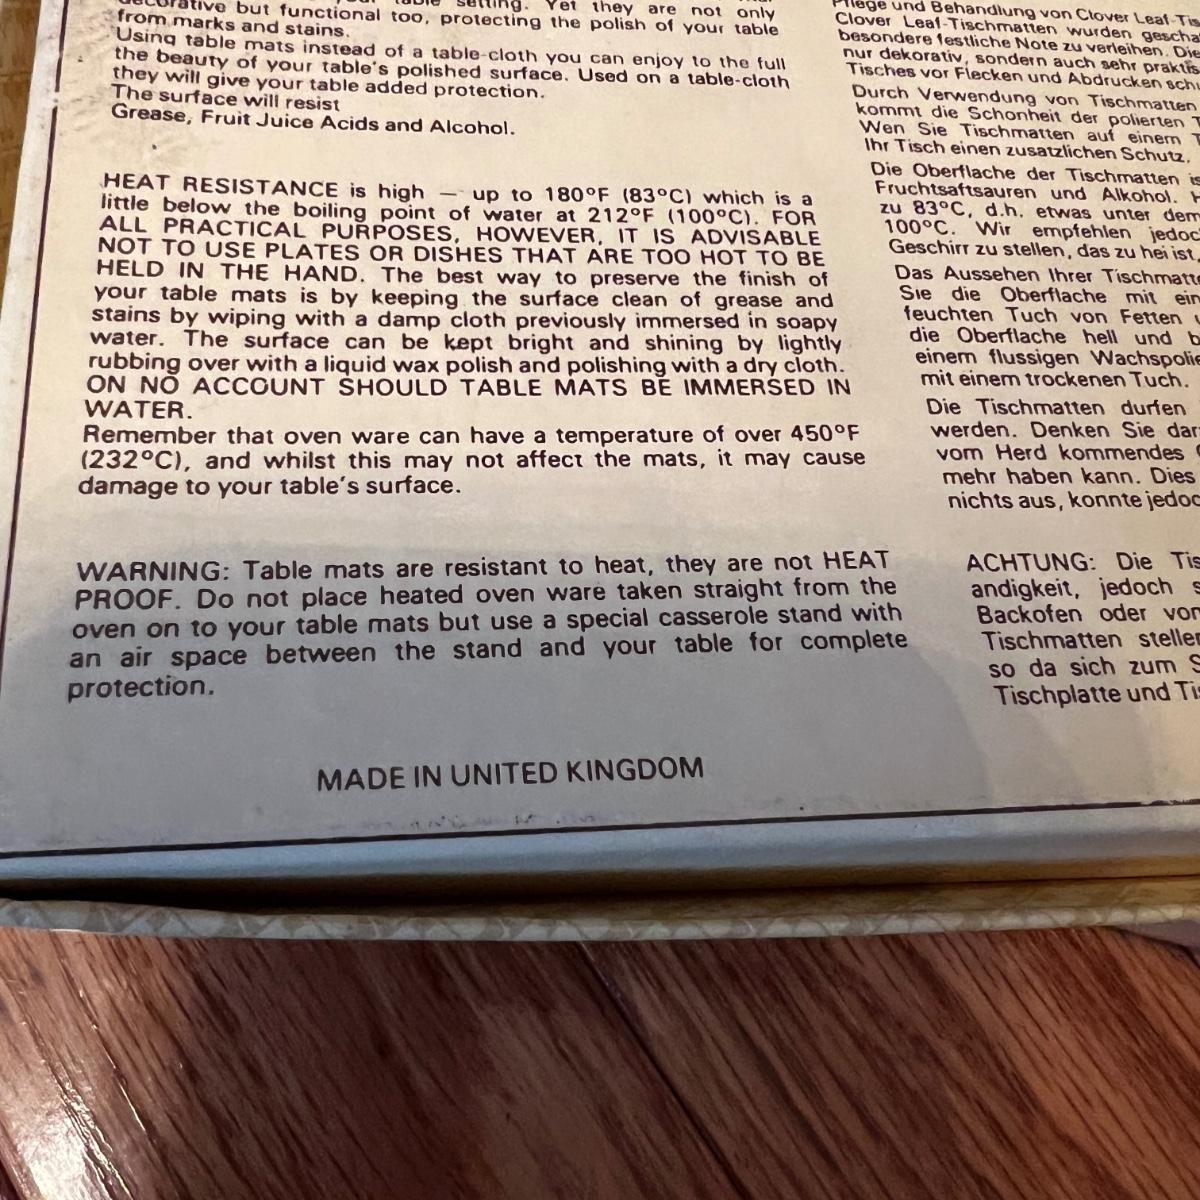 decorative but functional too, protecting the polish of your table
from marks and stains.
Using table mats instead of a table-cloth you can enjoy to the full
the beauty of your table's polished surface. Used on a table-cloth
they will give your table added protection.
The surface will resist
Grease, Fruit Juice Acids and Alcohol.
HEAT RESISTANCE is high — up to 180°F (83°C) which is a
little below the boiling point of water at 212°F (100°C). FOR
ALL PRACTICAL PURPOSES, HOWEVER, IT IS ADVISABLE
NOT TO USE PLATES OR DISHES THAT ARE TOO HOT TO BE
HELD IN THE HAND. The best way to preserve the finish of
your table mats is by keeping the surface clean of grease and
stains by wiping with a damp cloth previously immersed in soapy
water. The surface can be kept bright and shining by lightly
rubbing over with a liquid wax polish and polishing with a dry cloth.
ON NO ACCOUNT SHOULD TABLE MATS BE IMMERSED IN
WATER.
Remember that oven ware can have a temperature of over 450°F
(232°C), and whilst this may not affect the mats, it may cause
damage to your table's surface.
WARNING: Table mats are resistant to heat, they are not HEAT
PROOF. Do not place heated oven ware taken straight from the
oven on to your table mats but use a special casserole stand with
an air space between the stand and your table for complete
protection.
MADE IN UNITED KINGDOM
Pflege und Behandlung von Clover Leaf-Tis
Clover Leaf-Tischmatten wurden gescha
besondere festliche Note zu verleihen. Die
nur dekorativ, sondern auch sehr praktis
Tisches vor Flecken und Abdrucken schu
Durch Verwendung von Tischmatten
kommt die Schonheit der polierten T
Wen Sie Tischmatten auf einem T
Ihr Tisch einen zusatzlichen Schutz.
Die Oberflache der Tischmatten is
Fruchtsaftsauren und Alkohol. H
zu 83°C, d.h. etwas unter dem
100°C. Wir empfehlen jedoc
Geschirr zu stellen, das zu hei ist,
Das Aussehen Ihrer Tischmatte
Sie die Oberflache mit ein
feuchten Tuch von Fetten u
die Oberflache hell und b
einem flussigen Wachspolie
mit einem trockenen Tuch.
Die Tischmatten durfen
werden. Denken Sie dar
vom Herd kommendes
mehr haben kann. Dies
nichts aus, konnte jedoc
ACHTUNG: Die Tis
andigkeit, jedoch s
Backofen oder vor
Tischmatten steller
so da sich zum S
Tischplatte und Tis